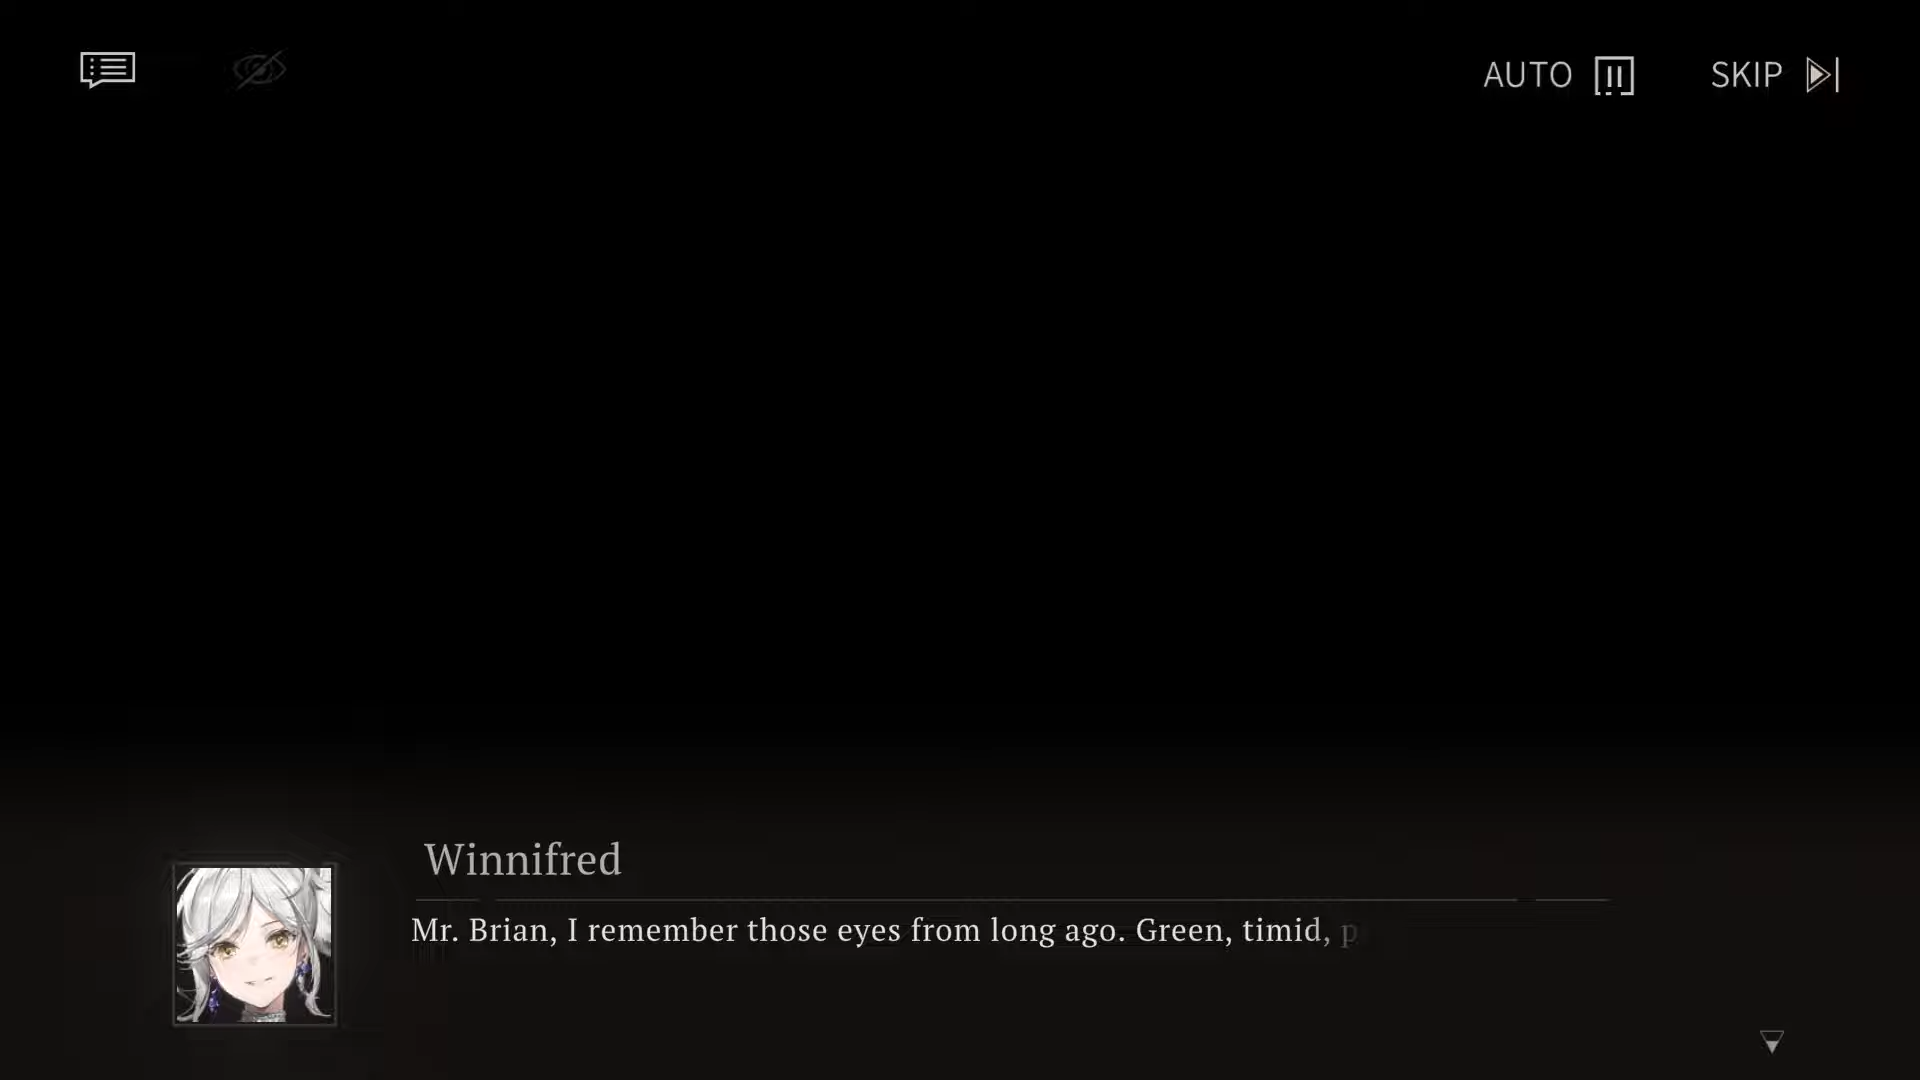 AUTO
SKIP
Winnifred
Mr. Brian, I remember those eyes from long ago. Green, timid, p